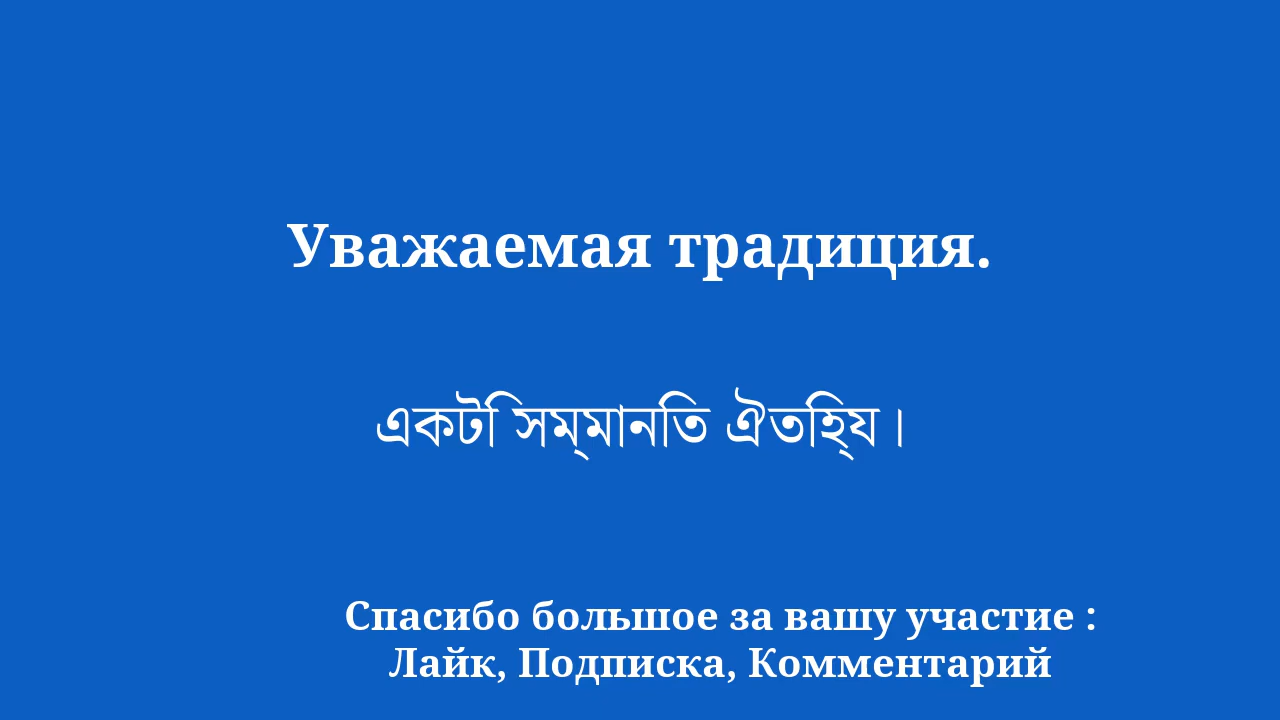 Уважаемая традиция.
একটি সম্মানিত ঐতিহ্য।
Спасибо большое за вашу участие :
Лайк, Подписка, Комментарий